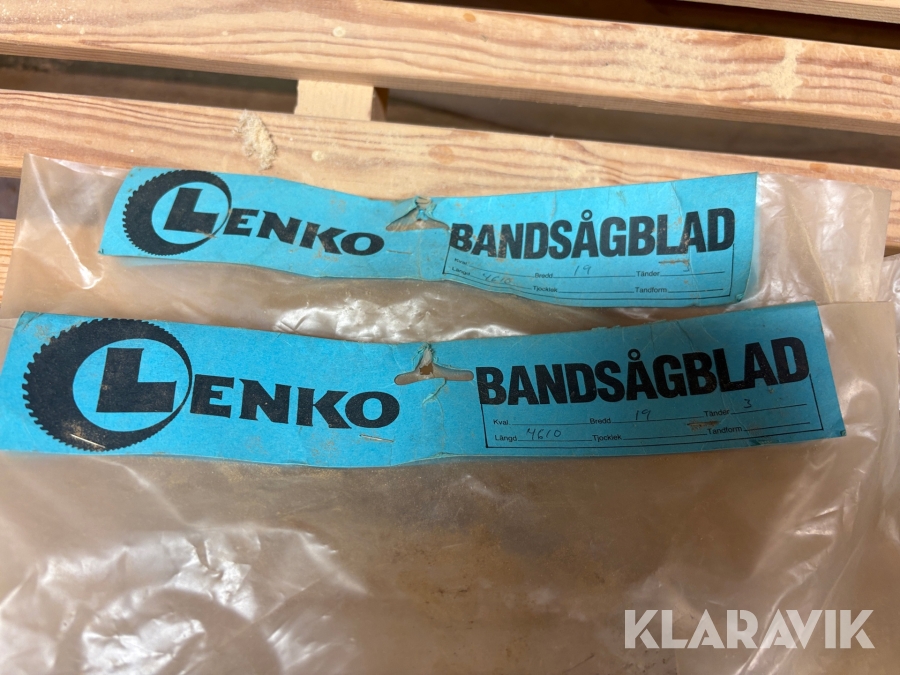 LENKO
BANDSÅGBLAD
Kval. Bredd 19 Tänder 3
Längd 4610 Tjocklek Tandform
LENKO
BANDSÅGBLAD
Kval. Bredd 19 Tänder 3
Längd 4610 Tjocklek Tandform
KLARAVIK